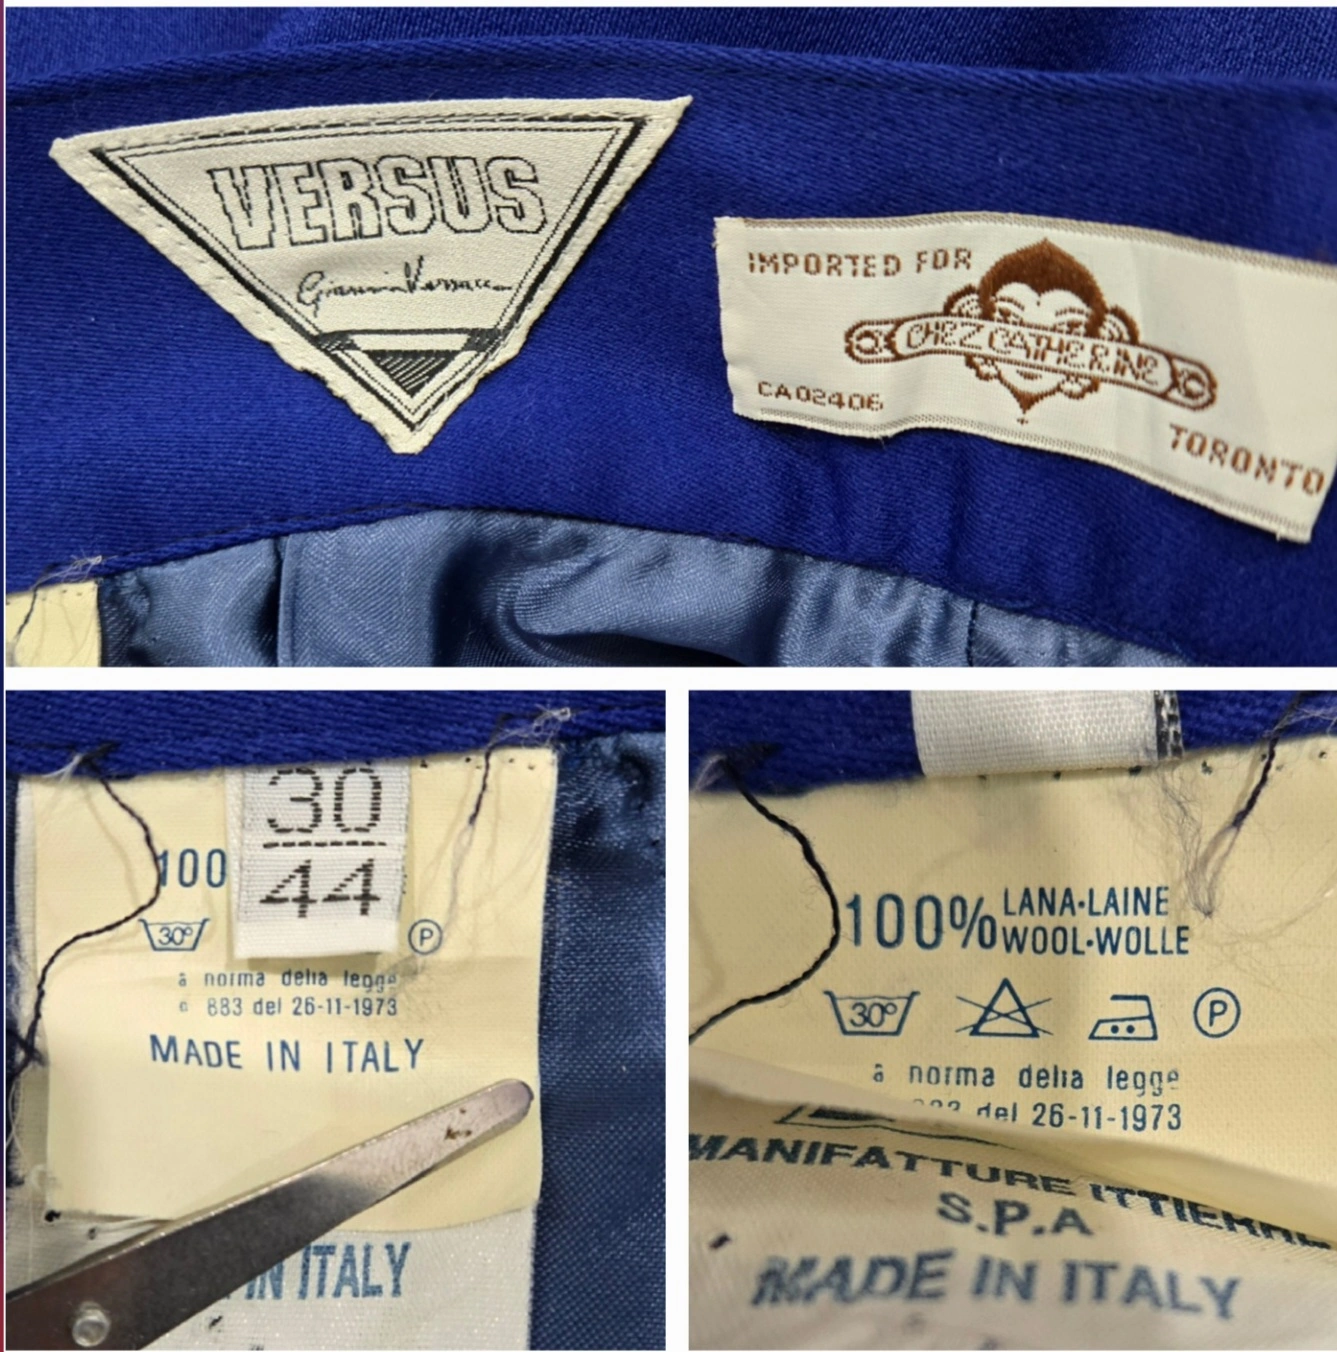 VERSUS
Gianni Versace
IMPORTED FOR
CHEZ CATHERINE
CA02406
TORONTO
30
44
100
30°
P
a norma della legge
883 del 26-11-1973
MADE IN ITALY
IN ITALY
100% LANA·LAINE
WOOL·WOLLE
30°
P
a norma della legge
883 del 26-11-1973
MANIFATTURE ITTIERRE
S.P.A
MADE IN ITALY